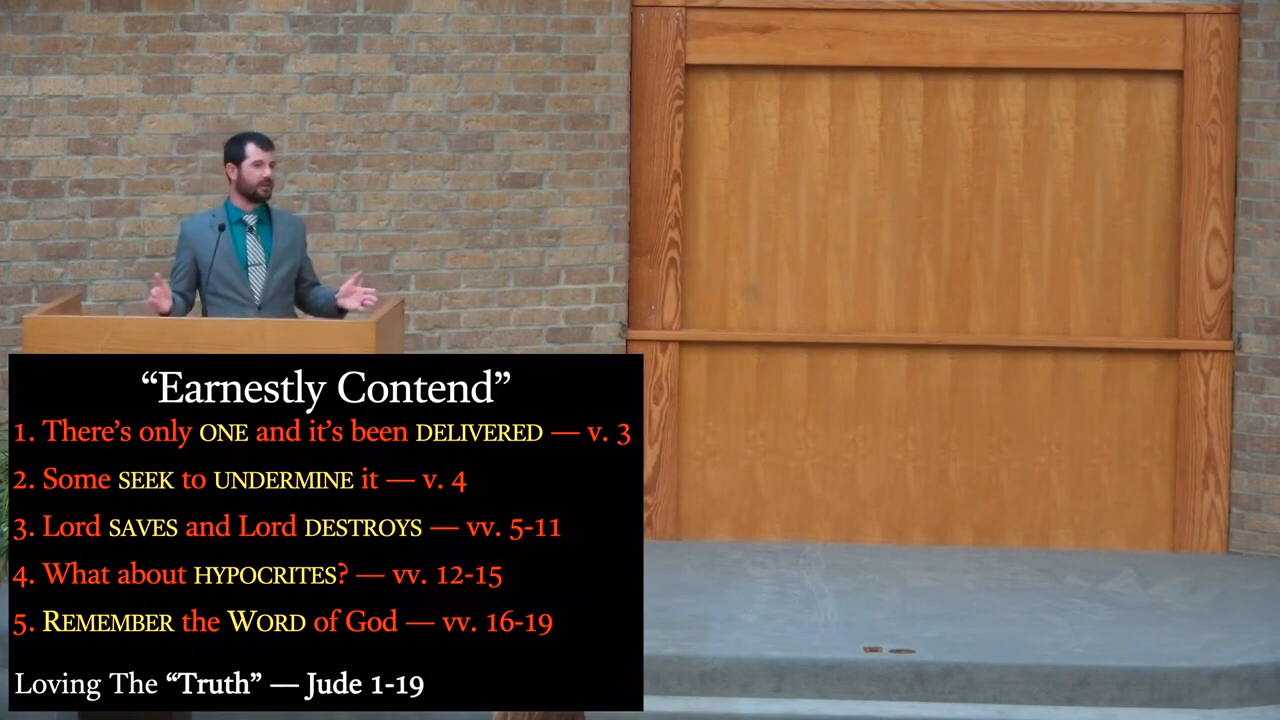 “Earnestly Contend”
1. There’s only ONE and it’s been DELIVERED — v. 3
2. Some SEEK to UNDERMINE it — v. 4
3. Lord SAVES and Lord DESTROYS — vv. 5-11
4. What about HYPOCRITES? — vv. 12-15
5. REMEMBER the WORD of God — vv. 16-19
Loving The “Truth” — Jude 1-19